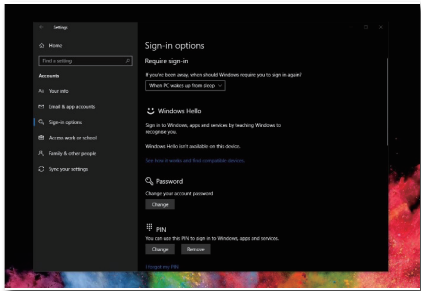 Settings
Home
Find a setting
Accounts
Your info
Email & app accounts
Sign-in options
Access work or school
Family & other people
Sync your settings
Sign-in options
Require sign-in
If you've been away, when should Windows require you to sign in again?
When PC wakes up from sleep
Windows Hello
Sign in to Windows, apps and services by teaching Windows to
recognise you.
Windows Hello isn't available on this device.
See how it works and find compatible devices.
Password
Change your account password
Change
PIN
You can use this PIN to sign in to Windows, apps and services.
Change Remove
I forgot my PIN